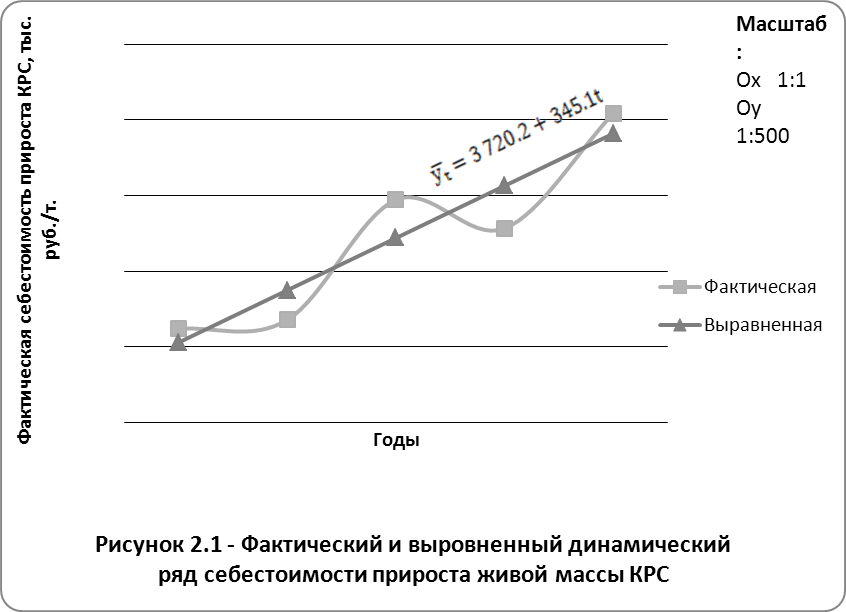 Фактическая себестоимость прироста КРС, тыс.
руб./т.
Масштаб
:
Ох 1:1
Оу
1:500
y̅ₜ = 3 720.2 + 345.1t
Фактическая
Выравненная
Годы
Рисунок 2.1 - Фактический и выровненный динамический
ряд себестоимости прироста живой массы КРС